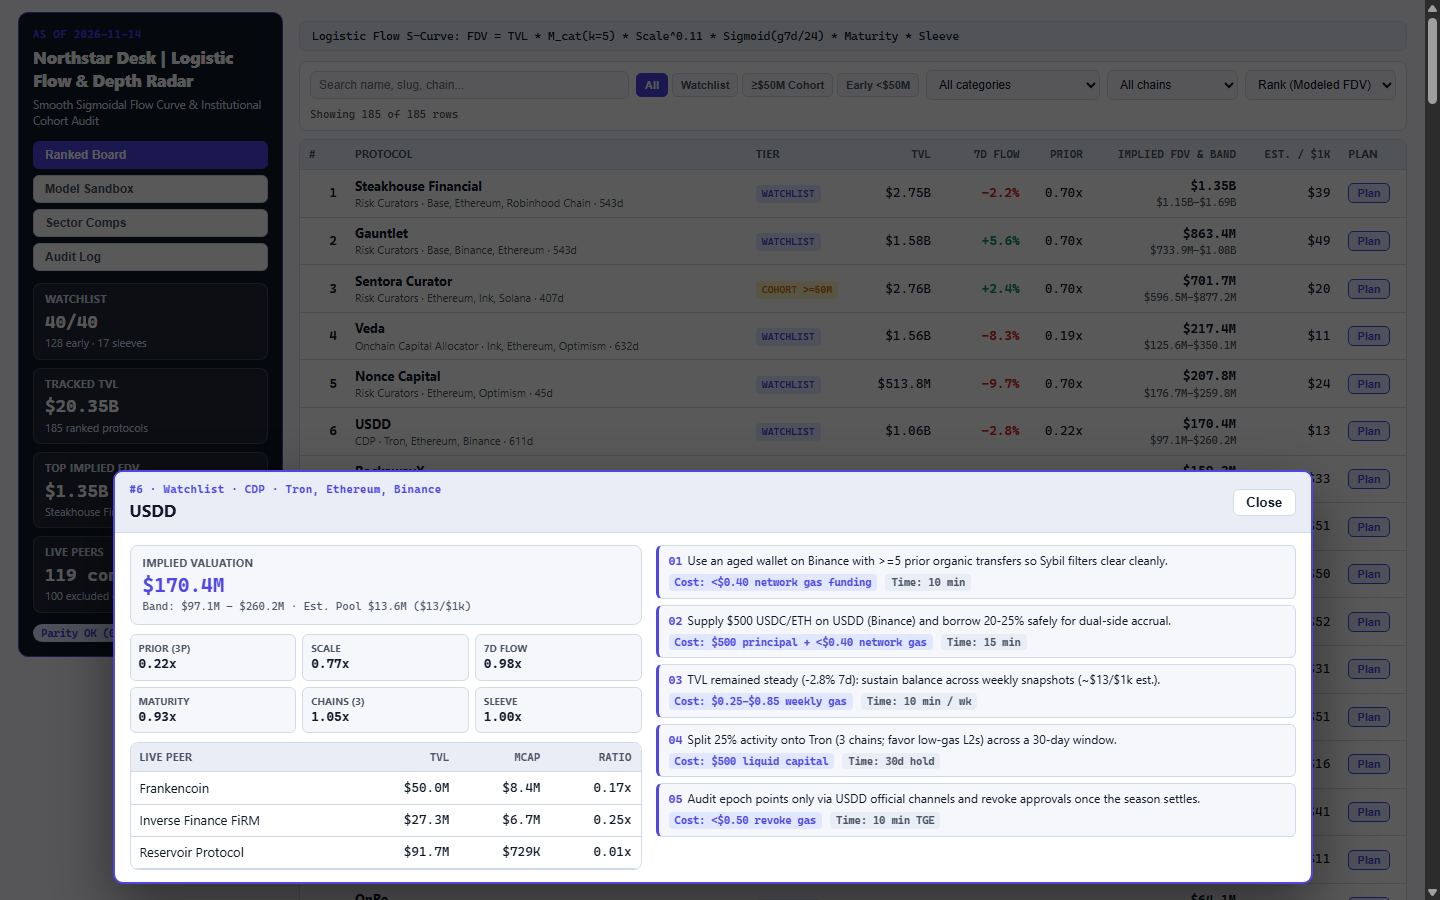 AS OF 2026-11-14
Northstar Desk | Logistic
Flow & Depth Radar
Smooth Sigmoidal Flow Curve & Institutional
Cohort Audit
Ranked Board
Model Sandbox
Sector Comps
Audit Log
WATCHLIST
40/40
128 early · 17 sleeves
TRACKED TVL
$20.35B
185 ranked protocols
TOP IMPLIED FDV
$1.35B
Steakhouse Fi
LIVE PEERS
119
100 excluded
Parity OK
Logistic Flow S-Curve: FDV = TVL * M_cat(k=5) * Scale^0.11 * Sigmoid(g7d/24) * Maturity * Sleeve
Search name, slug, chain...
All
Watchlist
≥$50M Cohort
Early <$50M
All categories
All chains
Rank (Modeled FDV)
Showing 185 of 185 rows
# PROTOCOL TIER TVL 7D FLOW PRIOR IMPLIED FDV & BAND EST. / $1K PLAN
1 Steakhouse Financial WATCHLIST $2.75B −2.2% 0.70x $1.35B $39 Plan
Risk Curators · Base, Ethereum, Robinhood Chain · 543d $1.15B–$1.69B
2 Gauntlet WATCHLIST $1.58B +5.6% 0.70x $863.4M $49 Plan
Risk Curators · Base, Binance, Ethereum · 543d $733.9M–$1.08B
3 Sentora Curator COHORT >=50M $2.76B +2.4% 0.70x $701.7M $20 Plan
Risk Curators · Ethereum, Ink, Solana · 407d $596.5M–$877.2M
4 Veda WATCHLIST $1.56B −8.3% 0.19x $217.4M $11 Plan
Onchain Capital Allocator · Ink, Ethereum, Optimism · 632d $125.6M–$350.1M
5 Nonce Capital WATCHLIST $513.8M −9.7% 0.70x $207.8M $24 Plan
Risk Curators · Ethereum, Optimism · 45d $176.7M–$259.8M
6 USDD WATCHLIST $1.06B −2.8% 0.22x $170.4M $13 Plan
CDP · Tron, Ethereum, Binance · 611d $97.1M–$260.2M
$33 Plan
$51 Plan
$50 Plan
$52 Plan
$31 Plan
$51 Plan
$16 Plan
$41 Plan
$11 Plan
#6 · Watchlist · CDP · Tron, Ethereum, Binance
USDD
Close
IMPLIED VALUATION
$170.4M
Band: $97.1M – $260.2M · Est. Pool $13.6M ($13/$1k)
PRIOR (3P)
0.22x
SCALE
0.77x
7D FLOW
0.98x
MATURITY
0.93x
CHAINS (3)
1.05x
SLEEVE
1.00x
LIVE PEER TVL MCAP RATIO
Frankencoin $50.0M $8.4M 0.17x
Inverse Finance FiRM $27.3M $6.7M 0.25x
Reservoir Protocol $91.7M $729K 0.01x
01 Use an aged wallet on Binance with >=5 prior organic transfers so Sybil filters clear cleanly.
Cost: <$0.40 network gas funding Time: 10 min
02 Supply $500 USDC/ETH on USDD (Binance) and borrow 20-25% safely for dual-side accrual.
Cost: $500 principal + <$0.40 network gas Time: 15 min
03 TVL remained steady (-2.8% 7d): sustain balance across weekly snapshots (~$13/$1k est.).
Cost: $0.25–$0.85 weekly gas Time: 10 min / wk
04 Split 25% activity onto Tron (3 chains; favor low-gas L2s) across a 30-day window.
Cost: $500 liquid capital Time: 30d hold
05 Audit epoch points only via USDD official channels and revoke approvals once the season settles.
Cost: <$0.50 revoke gas Time: 10 min TGE